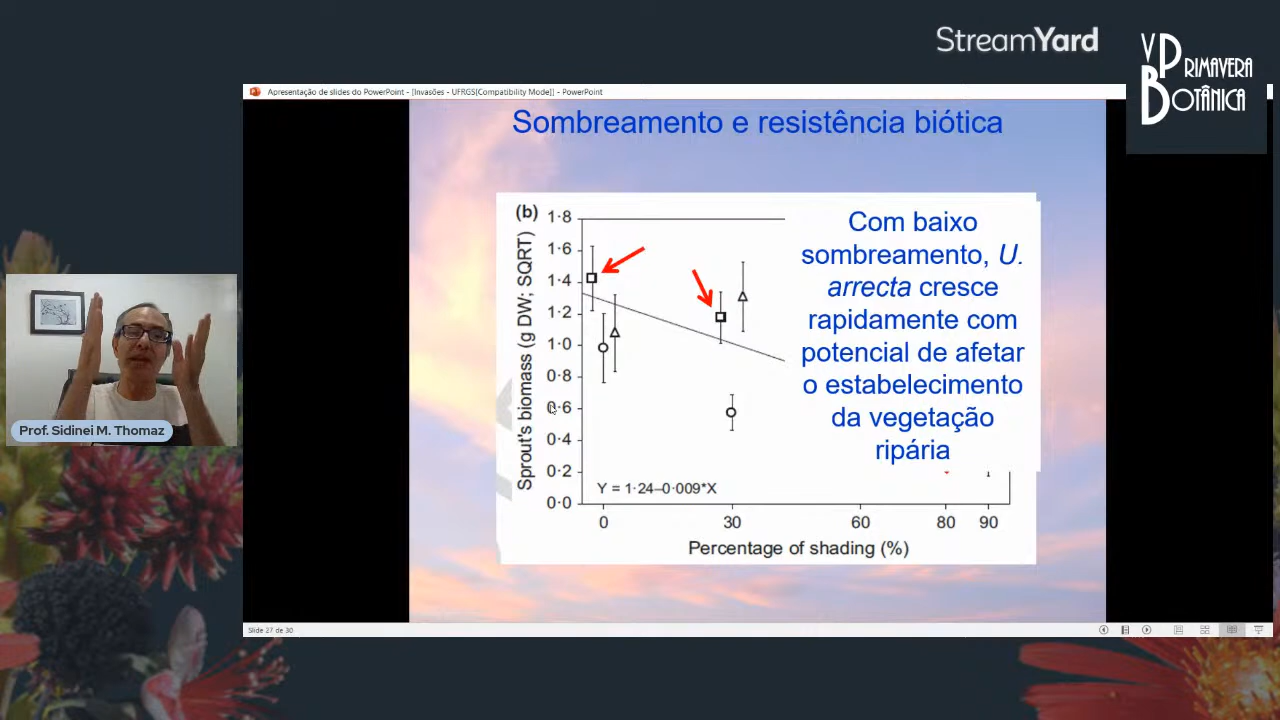 StreamYard
V PRIMAVERA
BOTÂNICA
Apresentação de slides do PowerPoint - [Invasões - UFRGS[Compatibility Mode]] - PowerPoint
Sombreamento e resistência biótica
(b)
Sprout's biomass (g DW; SQRT)
1·8
1·6
1·4
1·2
1·0
0·8
0·6
0·4
0·2
0·0
Y = 1·24–0·009*X
0 30 60 80 90
Percentage of shading (%)
Com baixo
sombreamento, U.
arrecta cresce
rapidamente com
potencial de afetar
o estabelecimento
da vegetação
ripária
Prof. Sidinei M. Thomaz
Slide 27 de 30